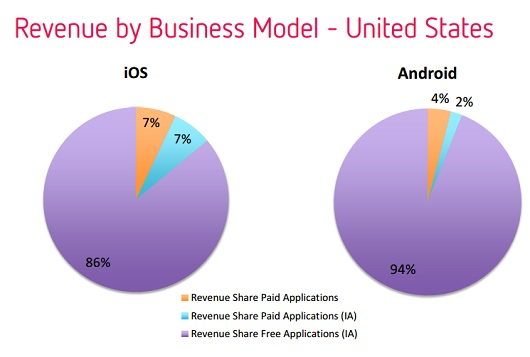 Revenue by Business Model - United States
iOS
7%
7%
86%
Android
4%
2%
94%
Revenue Share Paid Applications
Revenue Share Paid Applications (IA)
Revenue Share Free Applications (IA)